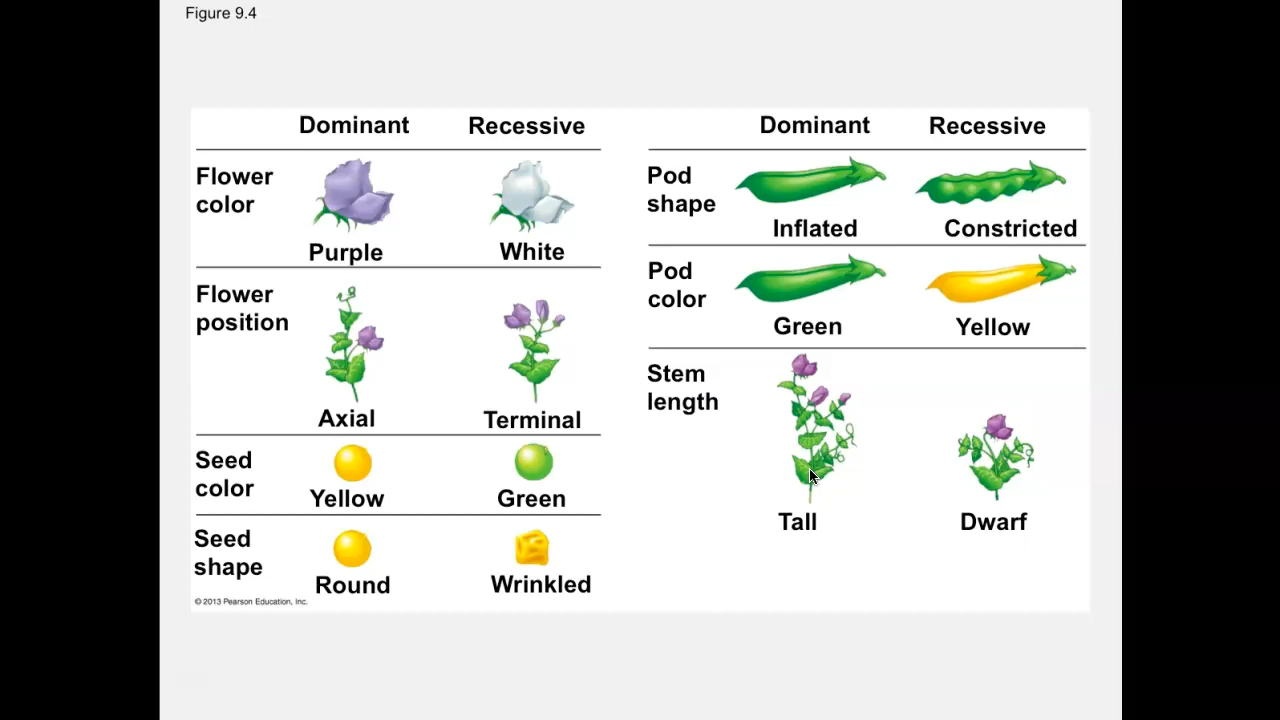 Figure 9.4
Dominant Recessive
Flower
color
Purple White
Flower
position
Axial Terminal
Seed
color
Yellow Green
Seed
shape
Round Wrinkled
© 2013 Pearson Education, Inc.
Dominant Recessive
Pod
shape
Inflated Constricted
Pod
color
Green Yellow
Stem
length
Tall Dwarf